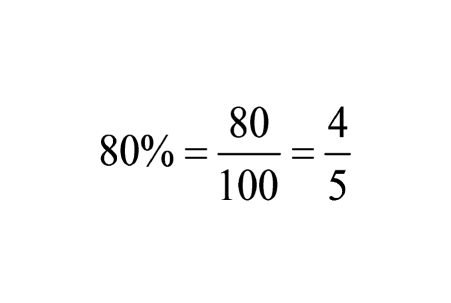 80% = 80/100 = 4/5